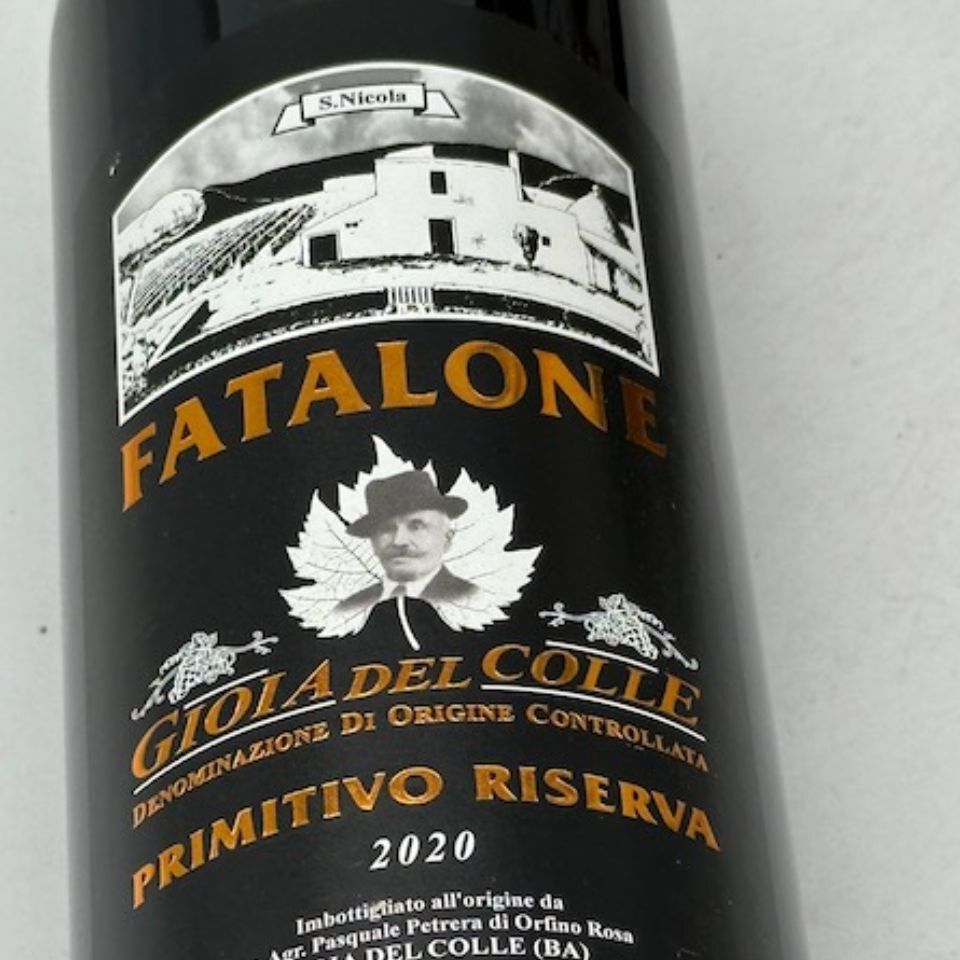 S.Nicola
FATALONE
GIOIA DEL COLLE
DENOMINAZIONE DI ORIGINE CONTROLLATA
PRIMITIVO RISERVA
2020
Imbottigliato all'origine da
Agr. Pasquale Petrera di Orfino Rosa
DEL COLLE (BA)